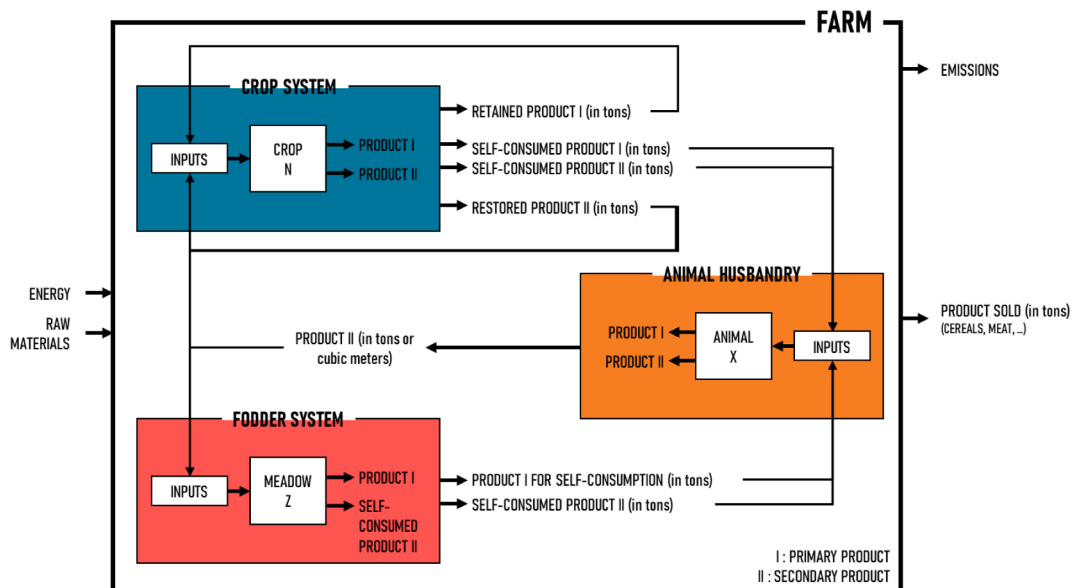 FARM
EMISSIONS
CROP SYSTEM
RETAINED PRODUCT I (in tons)
INPUTS
CROP
N
PRODUCT I
PRODUCT II
SELF-CONSUMED PRODUCT I (in tons)
SELF-CONSUMED PRODUCT II (in tons)
RESTORED PRODUCT II (in tons)
ENERGY
RAW
MATERIALS
ANIMAL HUSBANDRY
PRODUCT I
PRODUCT II
ANIMAL
X
INPUTS
PRODUCT SOLD (in tons)
(CEREALS, MEAT, ...)
PRODUCT II (in tons or
cubic meters)
FODDER SYSTEM
INPUTS
MEADOW
Z
PRODUCT I
SELF-
CONSUMED
PRODUCT II
PRODUCT I FOR SELF-CONSUMPTION (in tons)
SELF-CONSUMED PRODUCT II (in tons)
I : PRIMARY PRODUCT
II : SECONDARY PRODUCT